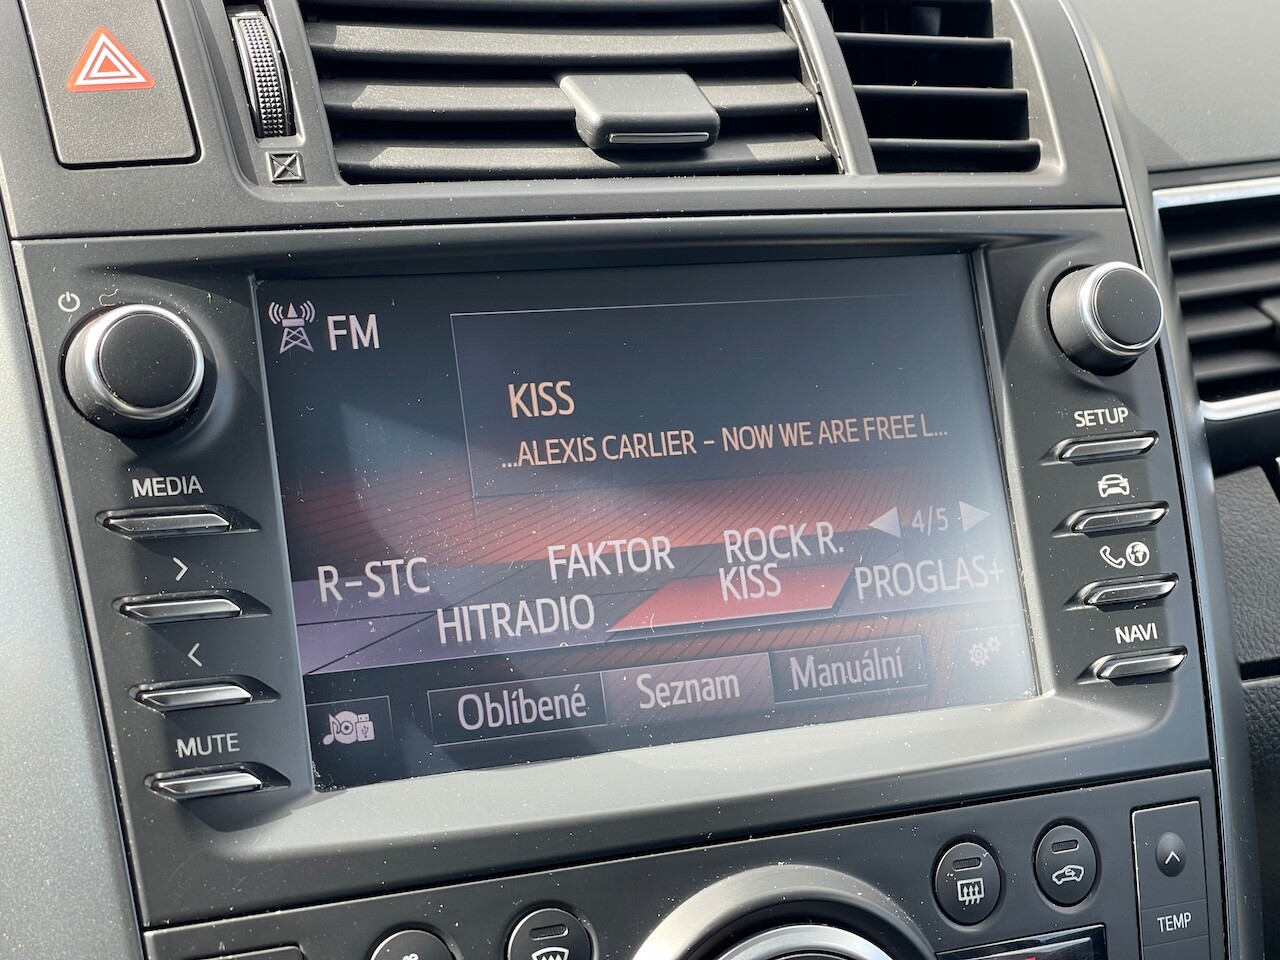 FM
KISS
...ALEXIS CARLIER - NOW WE ARE FREE L...
SETUP
MEDIA
4/5
R-STC
FAKTOR
ROCK R.
HITRADIO
KISS
PROGLAS+
NAVI
Oblíbené
Seznam
Manuální
MUTE
TEMP